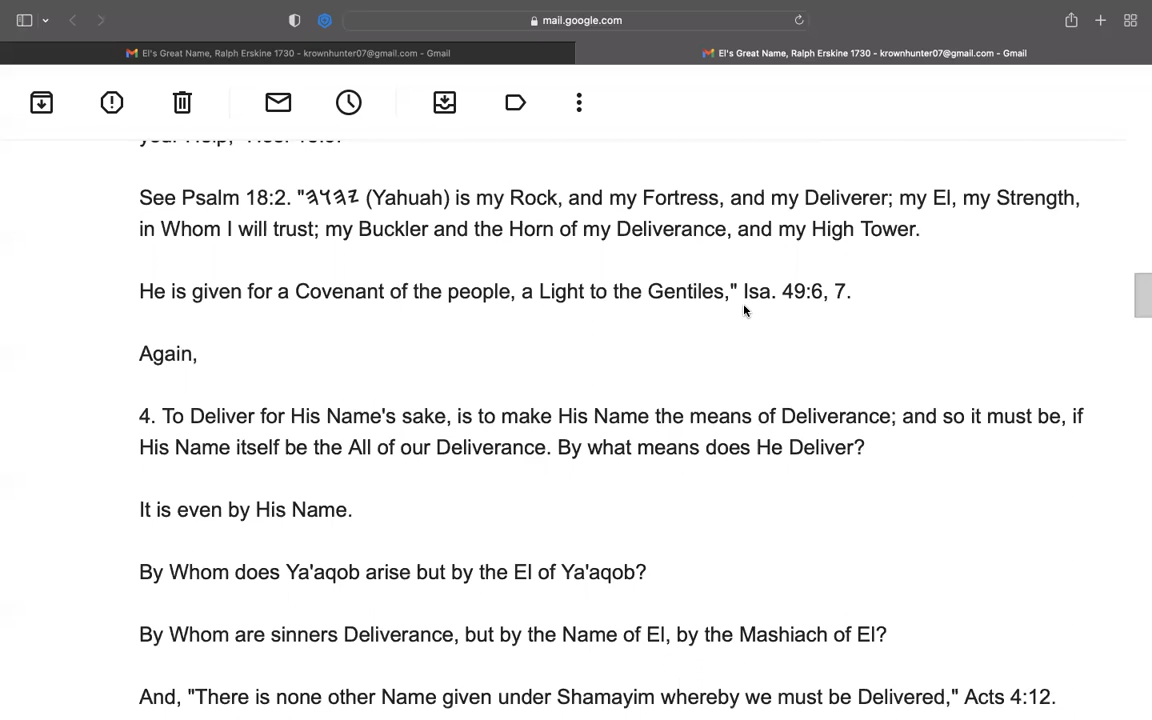 mail.google.com
El's Great Name, Ralph Erskine 1730 - krownhunter07@gmail.com - Gmail
El's Great Name, Ralph Erskine 1730 - krownhunter07@gmail.com - Gmail
See Psalm 18:2. "𐤉𐤄𐤅𐤄 (Yahuah) is my Rock, and my Fortress, and my Deliverer; my El, my Strength,
in Whom I will trust; my Buckler and the Horn of my Deliverance, and my High Tower.
He is given for a Covenant of the people, a Light to the Gentiles," Isa. 49:6, 7.
Again,
4. To Deliver for His Name's sake, is to make His Name the means of Deliverance; and so it must be, if
His Name itself be the All of our Deliverance. By what means does He Deliver?
It is even by His Name.
By Whom does Ya'aqob arise but by the El of Ya'aqob?
By Whom are sinners Deliverance, but by the Name of El, by the Mashiach of El?
And, "There is none other Name given under Shamayim whereby we must be Delivered," Acts 4:12.